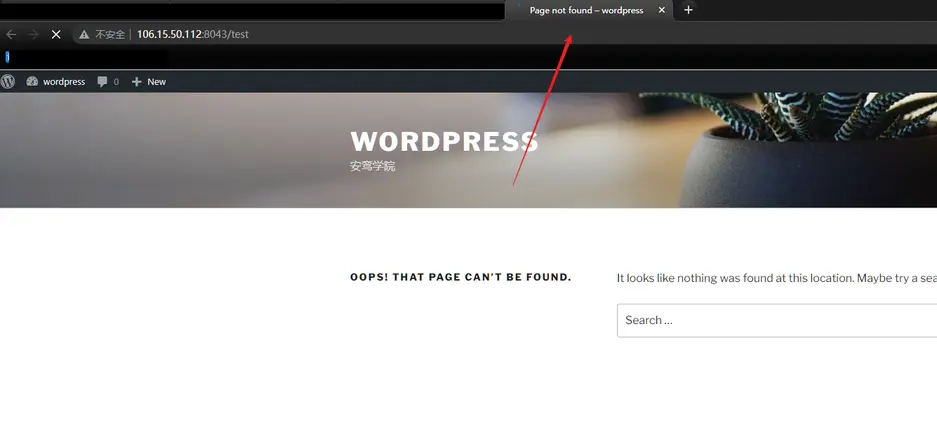 Page not found – wordpress
不安全 | 106.15.50.112:8043/test
wordpress 0 New
WORDPRESS
安鸾学院
OOPS! THAT PAGE CAN'T BE FOUND.
It looks like nothing was found at this location. Maybe try a sea
Search …